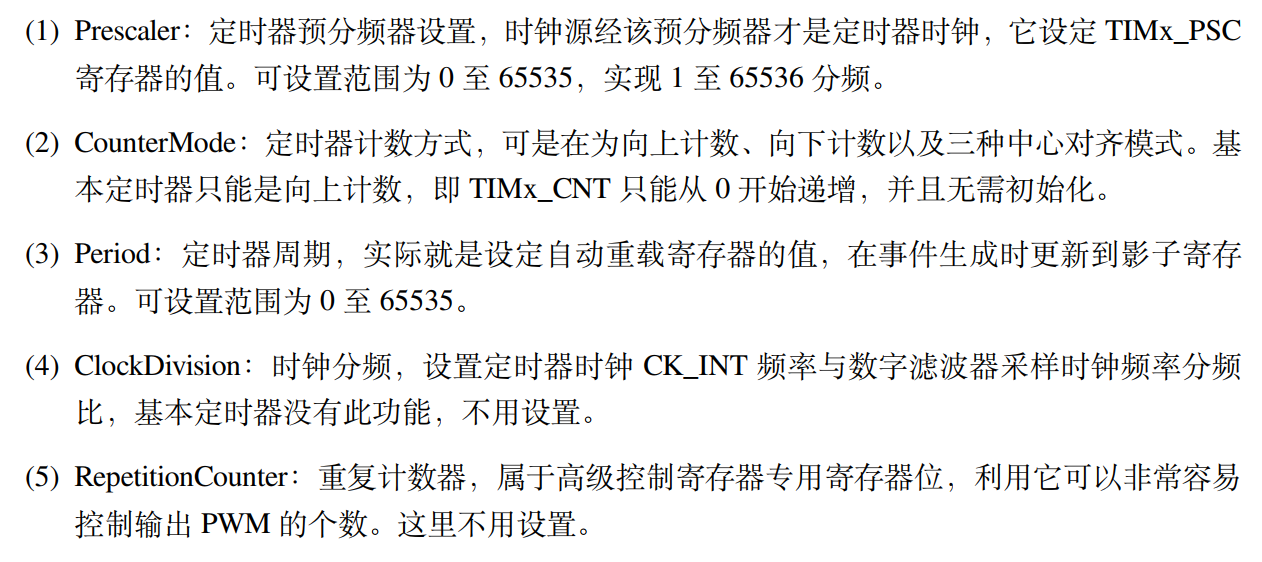 (1) Prescaler：定时器预分频器设置，时钟源经该预分频器才是定时器时钟，它设定 TIMx_PSC
寄存器的值。可设置范围为 0 至 65535，实现 1 至 65536 分频。
(2) CounterMode：定时器计数方式，可是在为向上计数、向下计数以及三种中心对齐模式。基
本定时器只能是向上计数，即 TIMx_CNT 只能从 0 开始递增，并且无需初始化。
(3) Period：定时器周期，实际就是设定自动重载寄存器的值，在事件生成时更新到影子寄存
器。可设置范围为 0 至 65535。
(4) ClockDivision：时钟分频，设置定时器时钟 CK_INT 频率与数字滤波器采样时钟频率分频
比，基本定时器没有此功能，不用设置。
(5) RepetitionCounter：重复计数器，属于高级控制寄存器专用寄存器位，利用它可以非常容易
控制输出 PWM 的个数。这里不用设置。